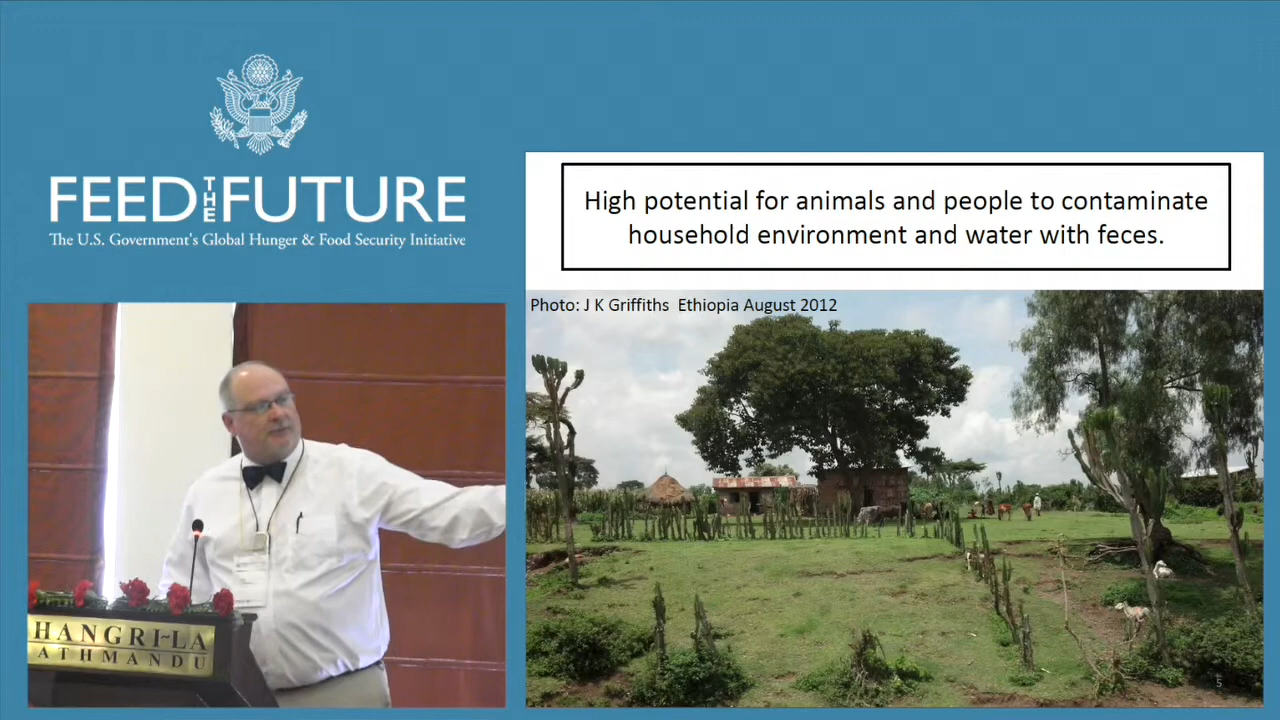 FEED THE FUTURE
The U.S. Government's Global Hunger & Food Security Initiative
High potential for animals and people to contaminate
household environment and water with feces.
Photo: J K Griffiths Ethiopia August 2012
HANGRI-LA
ATHMANDU
5